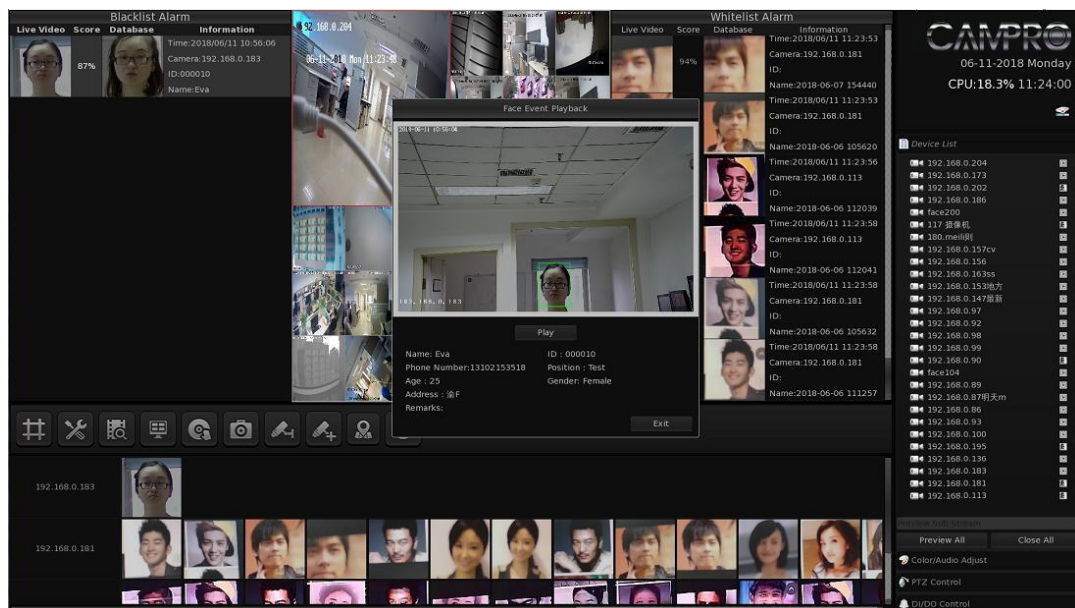 Blacklist Alarm
Live Video Score Database Information
87%
Time:2018/06/11 10:56:06
Camera:192.168.0.183
ID:000010
Name:Eva
192.168.0.204
Whitelist Alarm
Live Video Score Database Information
94%
Time:2018/06/11 11:23:53
Camera:192.168.0.181
ID:
Name:2018-06-07 154440
Time:2018/06/11 11:23:53
Camera:192.168.0.181
ID:
Name:2018-06-06 105620
Time:2018/06/11 11:23:56
Camera:192.168.0.113
ID:
Name:2018-06-06 112039
Time:2018/06/11 11:23:58
Camera:192.168.0.113
ID:
Name:2018-06-06 112041
Time:2018/06/11 11:23:58
Camera:192.168.0.181
ID:
Name:2018-06-06 105632
Time:2018/06/11 11:23:58
Camera:192.168.0.181
ID:
Name:2018-06-06 111257
Face Event Playback
Play
Name: Eva
ID : 000010
Phone Number:13102153518
Position : Test
Age : 25
Gender: Female
Address : 渝F
Remarks:
Exit
CAMPRO
06-11-2018 Monday
CPU:18.3% 11:24:00
Device List
192.168.0.204
192.168.0.173
192.168.0.202
192.168.0.186
face200
117 摄像机
180.meili则
192.168.0.157cv
192.168.0.156
192.168.0.163ss
192.168.0.153地方
192.168.0.147最新
192.168.0.97
192.168.0.92
192.168.0.98
192.168.0.99
192.168.0.90
face104
192.168.0.89
192.168.0.87明天m
192.168.0.86
192.168.0.93
192.168.0.100
192.168.0.195
192.168.0.136
192.168.0.183
192.168.0.181
192.168.0.113
Preview Sub Stream
Preview All
Close All
Color/Audio Adjust
PTZ Control
DI/DO Control
192.168.0.183
192.168.0.181